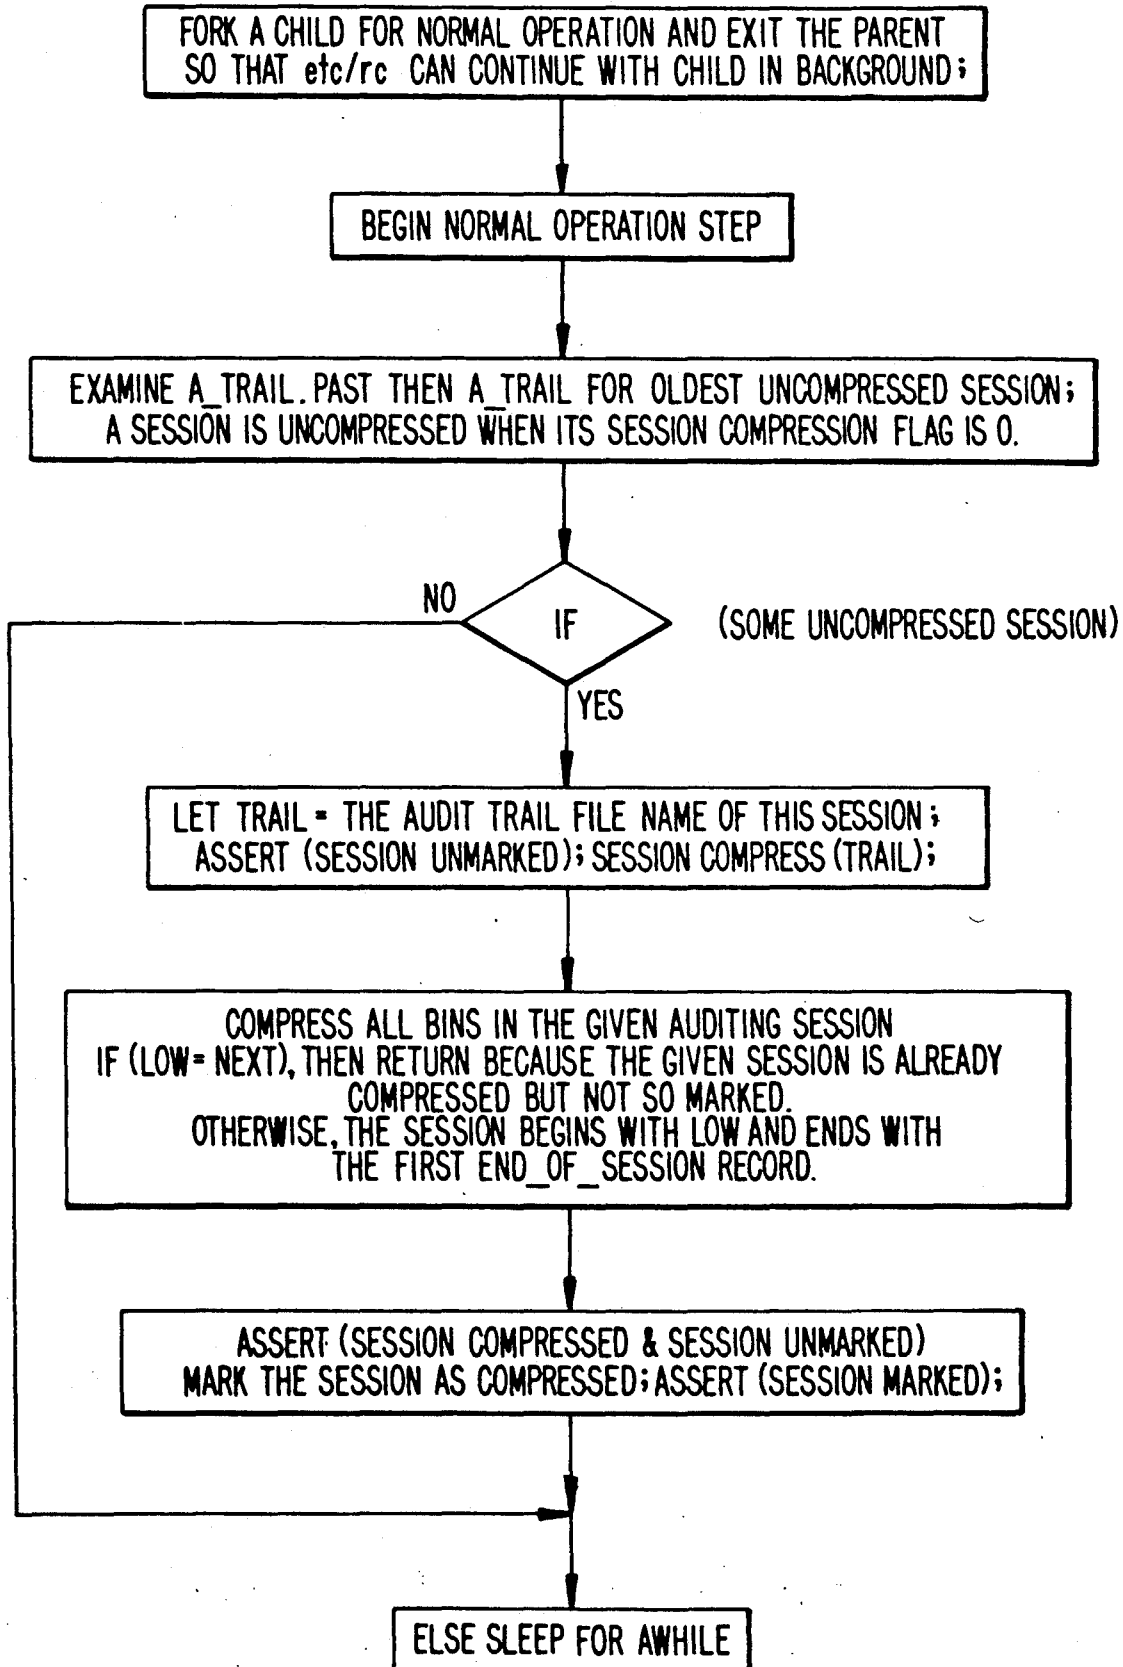 FORK A CHILD FOR NORMAL OPERATION AND EXIT THE PARENT
SO THAT etc/rc CAN CONTINUE WITH CHILD IN BACKGROUND;
BEGIN NORMAL OPERATION STEP
EXAMINE A_TRAIL.PAST THEN A_TRAIL FOR OLDEST UNCOMPRESSED SESSION;
A SESSION IS UNCOMPRESSED WHEN ITS SESSION COMPRESSION FLAG IS 0.
NO
IF
(SOME UNCOMPRESSED SESSION)
YES
LET TRAIL = THE AUDIT TRAIL FILE NAME OF THIS SESSION;
ASSERT (SESSION UNMARKED); SESSION COMPRESS (TRAIL);
COMPRESS ALL BINS IN THE GIVEN AUDITING SESSION
IF (LOW = NEXT), THEN RETURN BECAUSE THE GIVEN SESSION IS ALREADY
COMPRESSED BUT NOT SO MARKED.
OTHERWISE, THE SESSION BEGINS WITH LOW AND ENDS WITH
THE FIRST END_OF_SESSION RECORD.
ASSERT (SESSION COMPRESSED & SESSION UNMARKED)
MARK THE SESSION AS COMPRESSED; ASSERT (SESSION MARKED);
ELSE SLEEP FOR AWHILE